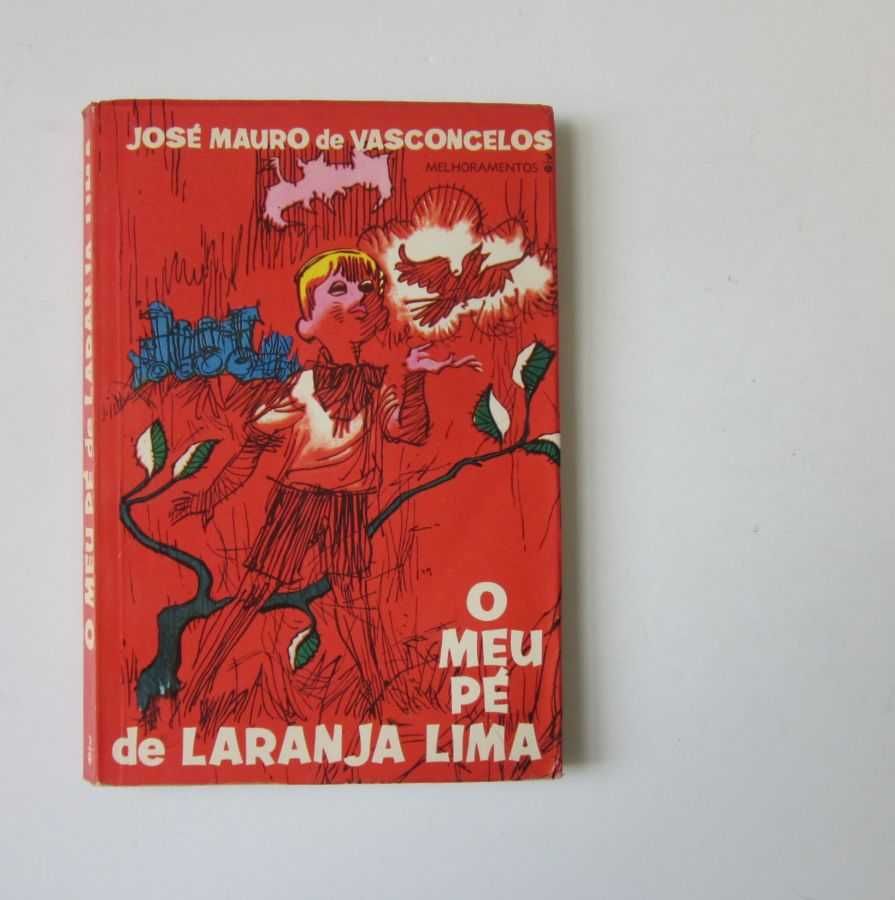 JOSÉ MAURO de VASCONCELOS
MELHORAMENTOS
O
MEU
PÉ
de LARANJA LIMA
O MEU PÉ de LARANJA LIMA